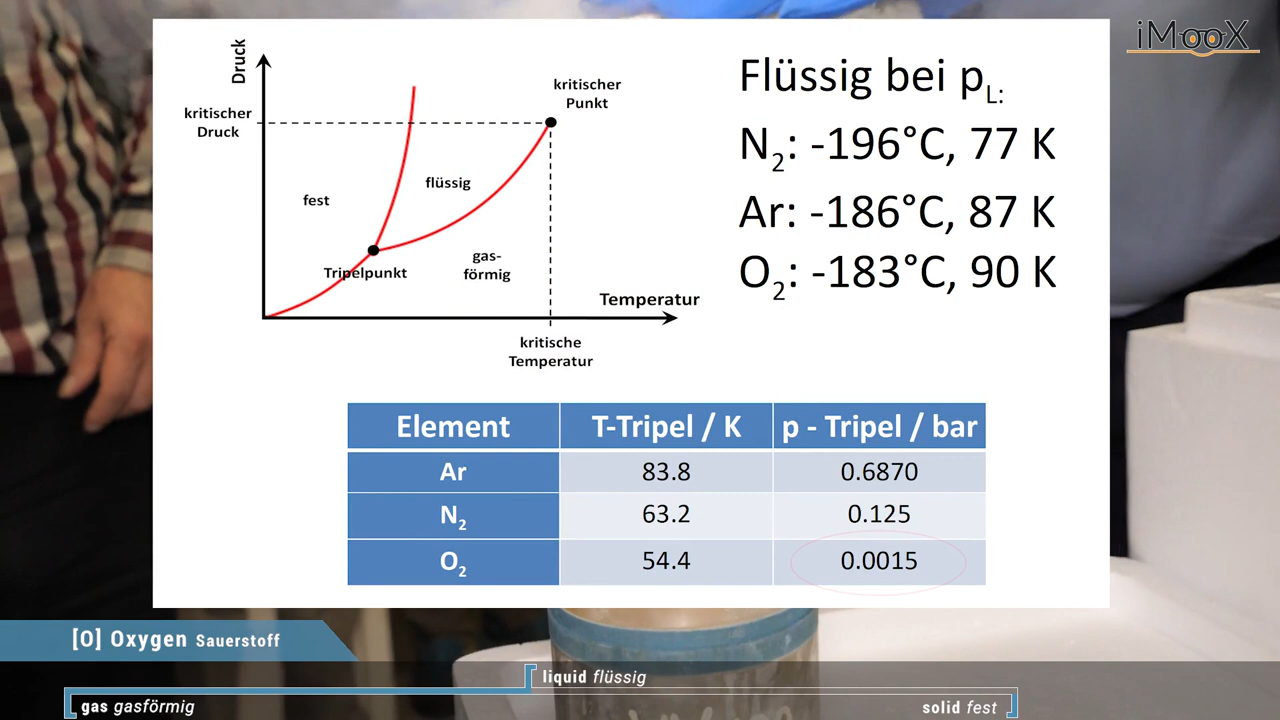 iMooX
Druck
kritischer
Druck
kritischer
Punkt
fest
flüssig
gas-
förmig
Tripelpunkt
Temperatur
kritische
Temperatur
Flüssig bei pL:
N2: -196°C, 77 K
Ar: -186°C, 87 K
O2: -183°C, 90 K
Element T-Tripel / K p - Tripel / bar
Ar 83.8 0.6870
N2 63.2 0.125
O2 54.4 0.0015
[O] Oxygen Sauerstoff
liquid flüssig
gas gasförmig
solid fest